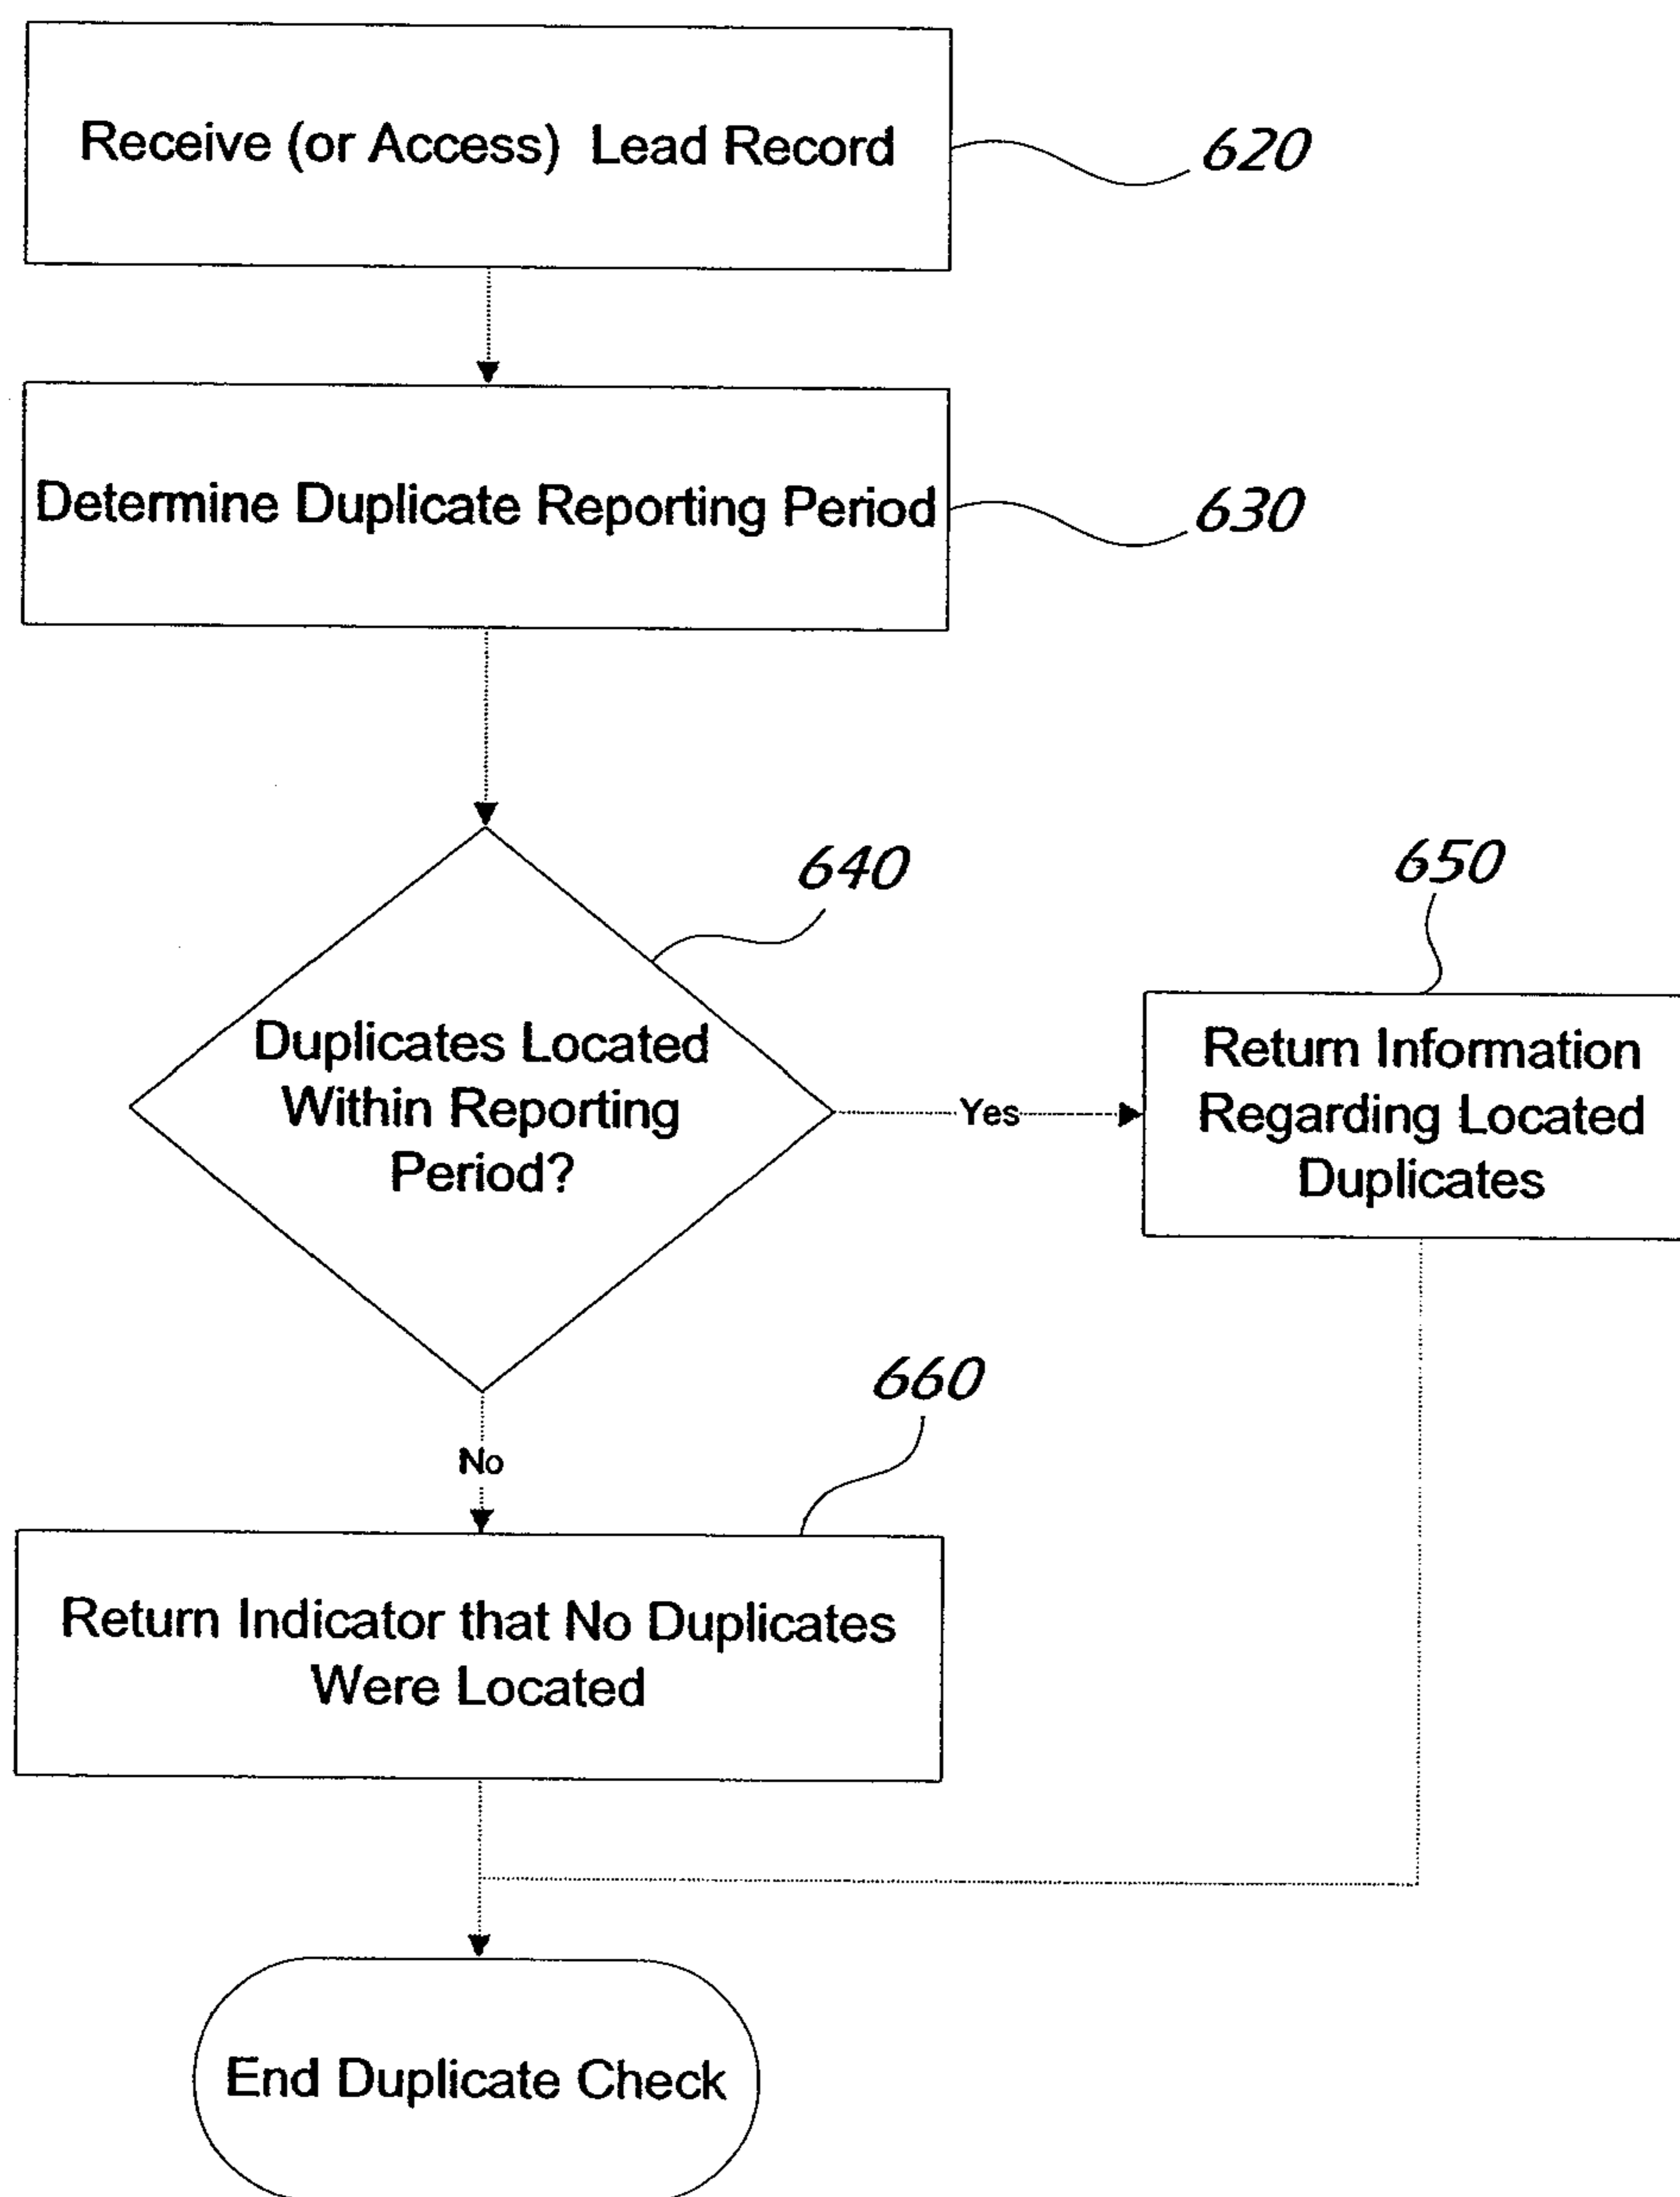 Receive (or Access) Lead Record
620
Determine Duplicate Reporting Period
630
640
Duplicates Located
Within Reporting
Period?
Yes
650
Return Information
Regarding Located
Duplicates
No
660
Return Indicator that No Duplicates
Were Located
End Duplicate Check